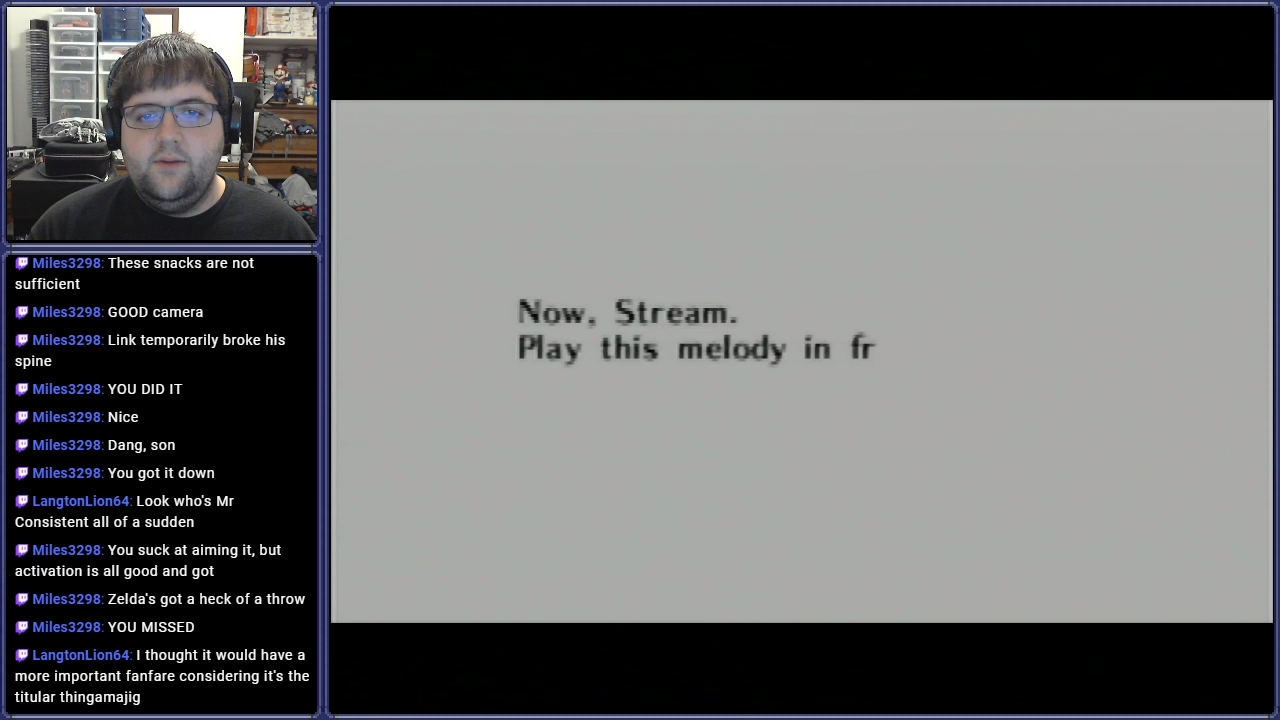 Miles3298: These snacks are not
sufficient
Miles3298: GOOD camera
Miles3298: Link temporarily broke his
spine
Miles3298: YOU DID IT
Miles3298: Nice
Miles3298: Dang, son
Miles3298: You got it down
LangtonLion64: Look who's Mr
Consistent all of a sudden
Miles3298: You suck at aiming it, but
activation is all good and got
Miles3298: Zelda's got a heck of a throw
Miles3298: YOU MISSED
LangtonLion64: I thought it would have a
more important fanfare considering it's the
titular thingamajig
Now, Stream.
Play this melody in fr